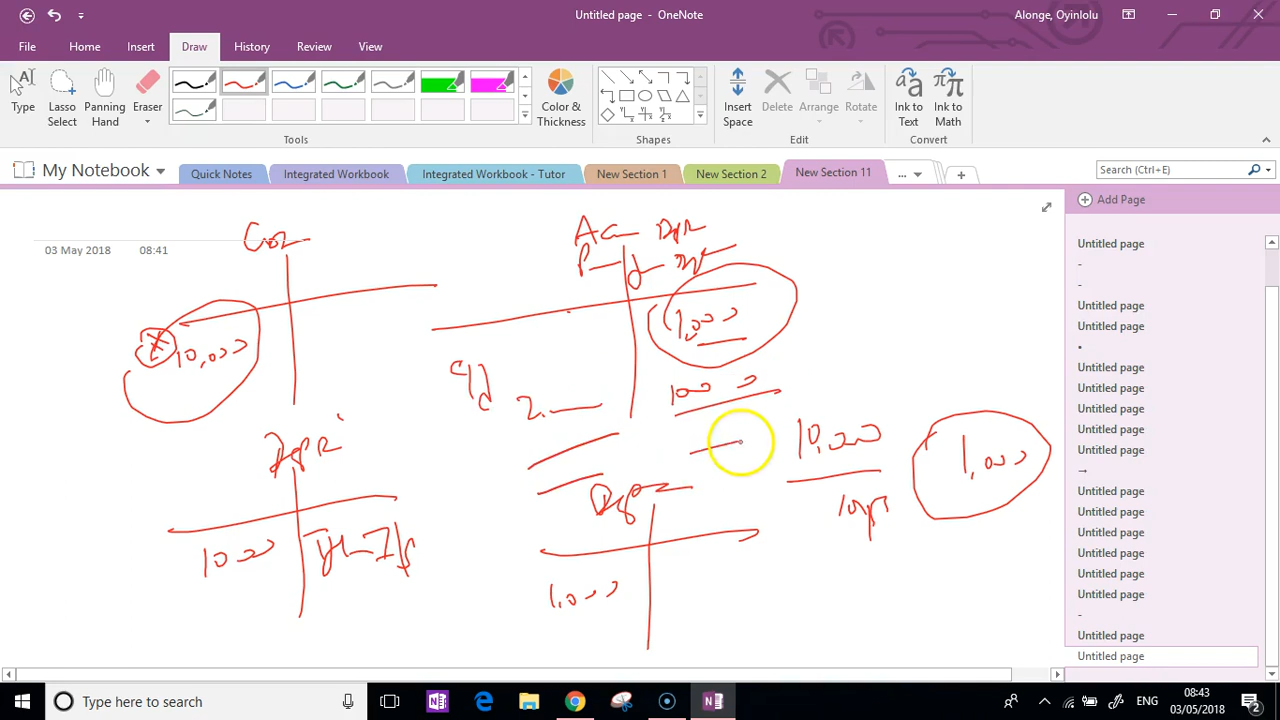 Untitled page - OneNote
Alonge, Oyinlolu
File Home Insert Draw History Review View
Type
Lasso Select
Panning Hand
Eraser
Color & Thickness
Insert Space
Delete
Arrange
Rotate
Ink to Text
Ink to Math
Tools
Shapes
Edit
Convert
My Notebook
Quick Notes
Integrated Workbook
Integrated Workbook - Tutor
New Section 1
New Section 2
New Section 11
...
Search (Ctrl+E)
Add Page
03 May 2018 08:41
10,000
1,000
1000
10,000
1,000
10yrs
1000
1,000
Untitled page
-
-
Untitled page
Untitled page
•
Untitled page
Untitled page
Untitled page
Untitled page
Untitled page
→
Untitled page
Untitled page
Untitled page
Untitled page
Untitled page
Untitled page
-
Untitled page
Untitled page
Type here to search
ENG
08:43
03/05/2018
2